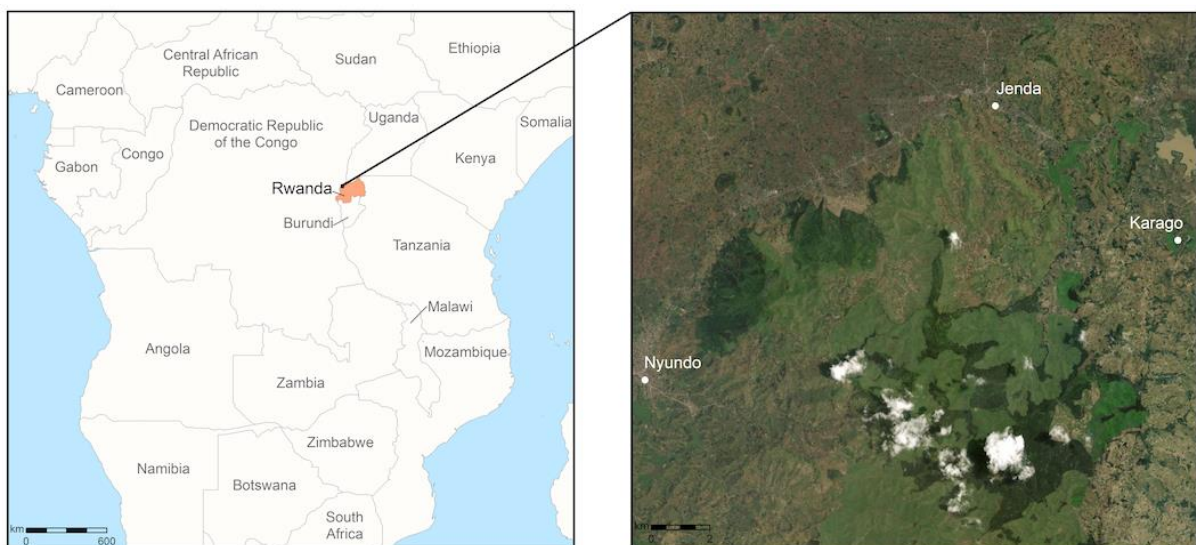 Ethiopia
Central African
Republic
Sudan
Cameroon
Democratic Republic
of the Congo
Uganda
Somalia
Congo
Gabon
Kenya
Rwanda
Burundi
Tanzania
Malawi
Angola
Mozambique
Zambia
Zimbabwe
Namibia
Botswana
South
Africa
km
0 600
Jenda
Karago
Nyundo
km
0 2